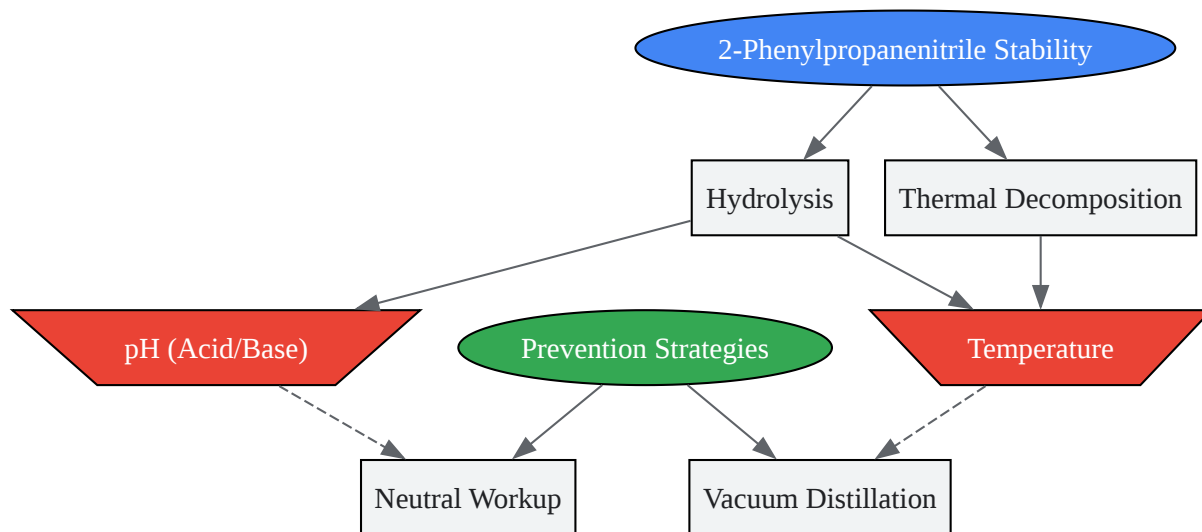 2-Phenylpropanenitrile Stability
Hydrolysis
Thermal Decomposition
pH (Acid/Base)
Prevention Strategies
Temperature
Neutral Workup
Vacuum Distillation